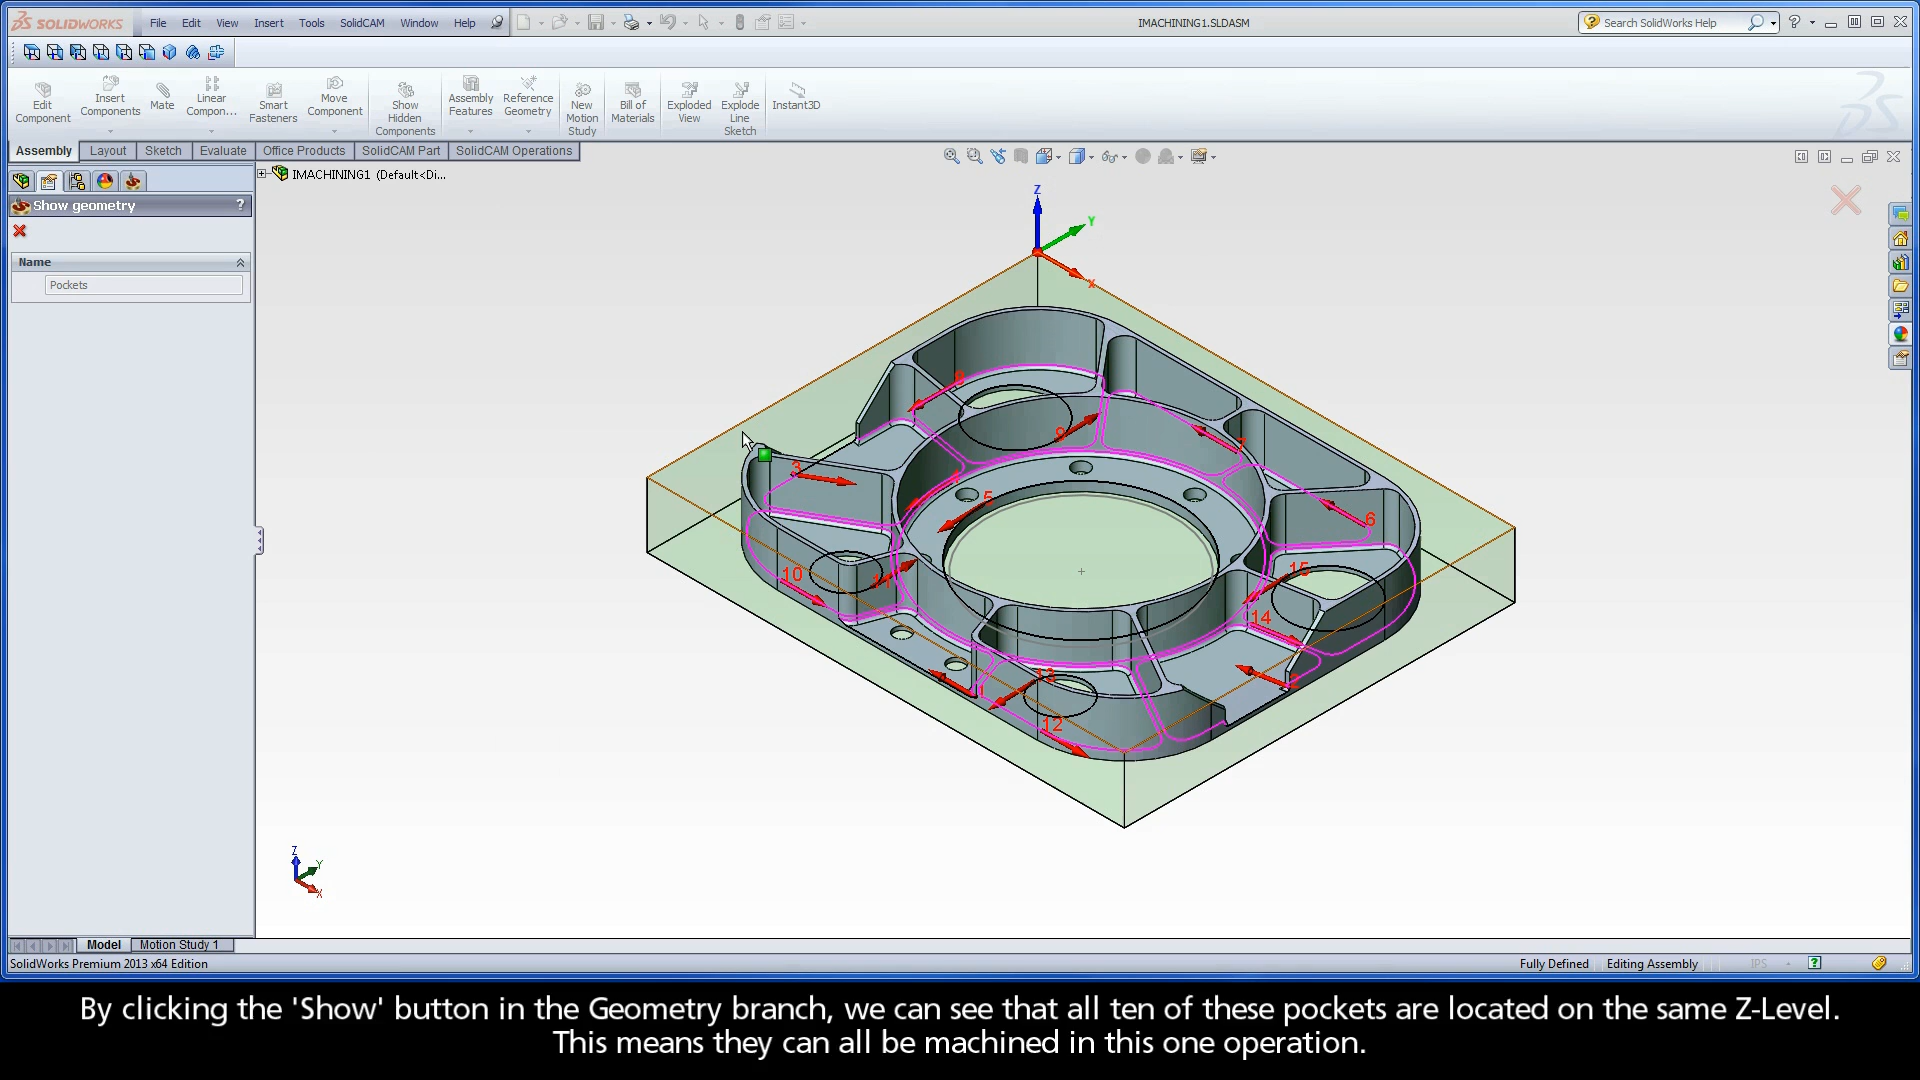 SOLIDWORKS File Edit View Insert Tools SolidCAM Window Help IMACHINING1.SLDASM Search SolidWorks Help
Edit Component
Insert Components
Mate
Linear Compon...
Smart Fasteners
Move Component
Show Hidden Components
Assembly Features
Reference Geometry
New Motion Study
Bill of Materials
Exploded View
Explode Line Sketch
Instant3D
Assembly Layout Sketch Evaluate Office Products SolidCAM Part SolidCAM Operations
IMACHINING1 (Default<Di...
Show geometry ?
Name
Pockets
Z
Y
X
8
9
7
3
4
5
6
10
11
15
14
13
1
2
12
Z
Y
X
Model Motion Study 1
SolidWorks Premium 2013 x64 Edition Fully Defined Editing Assembly IPS
By clicking the 'Show' button in the Geometry branch, we can see that all ten of these pockets are located on the same Z-Level.
This means they can all be machined in this one operation.